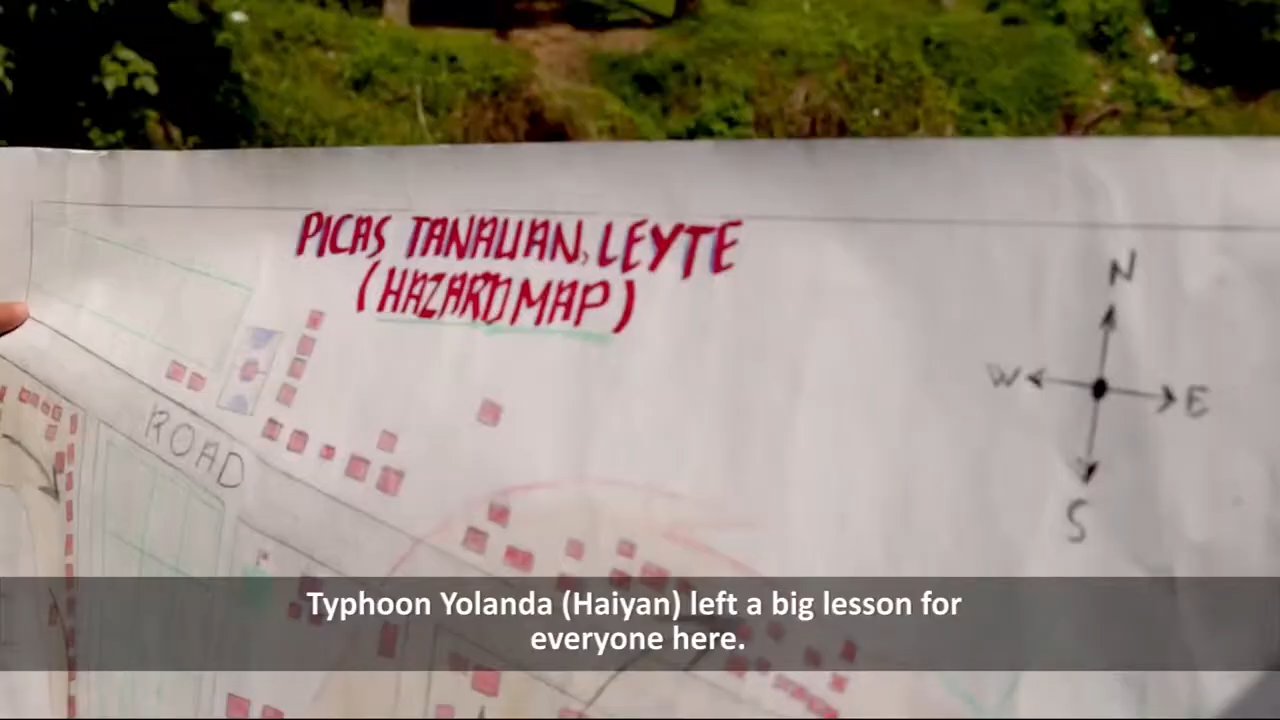 PICAS TANAUAN, LEYTE
(HAZARD MAP)
N
W E
S
ROAD
Typhoon Yolanda (Haiyan) left a big lesson for
everyone here.